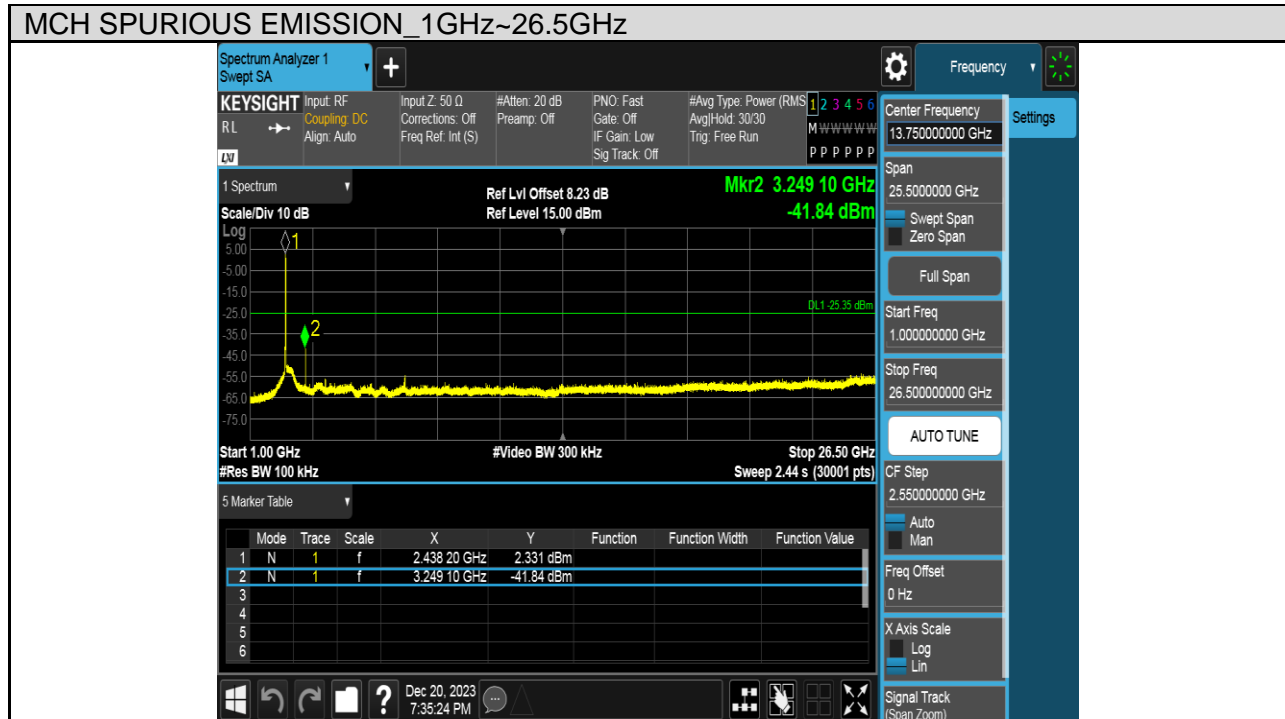 MCH SPURIOUS EMISSION_1GHz~26.5GHz
Spectrum Analyzer 1
Swept SA
+
Frequency
KEYSIGHT
RL
LXI
Input: RF
Coupling: DC
Align: Auto
Input Z: 50 Ω
Corrections: Off
Freq Ref: Int (S)
#Atten: 20 dB
Preamp: Off
PNO: Fast
Gate: Off
IF Gain: Low
Sig Track: Off
#Avg Type: Power (RMS
Avg|Hold: 30/30
Trig: Free Run
1 2 3 4 5 6
M W W W W W
P P P P P P
1 Spectrum
Scale/Div 10 dB
Ref Lvl Offset 8.23 dB
Ref Level 15.00 dBm
Mkr2 3.249 10 GHz
-41.84 dBm
Log
5.00
-5.00
-15.0
-25.0
-35.0
-45.0
-55.0
-65.0
-75.0
1
2
DL1 -25.35 dBm
Start 1.00 GHz
#Res BW 100 kHz
#Video BW 300 kHz
Stop 26.50 GHz
Sweep 2.44 s (30001 pts)
5 Marker Table
Mode Trace Scale X Y Function Function Width Function Value
1 N 1 f 2.438 20 GHz 2.331 dBm
2 N 1 f 3.249 10 GHz -41.84 dBm
3
4
5
6
?
Dec 20, 2023
7:35:24 PM
Center Frequency
13.750000000 GHz
Settings
Span
25.5000000 GHz
Swept Span
Zero Span
Full Span
Start Freq
1.000000000 GHz
Stop Freq
26.500000000 GHz
AUTO TUNE
CF Step
2.550000000 GHz
Auto
Man
Freq Offset
0 Hz
X Axis Scale
Log
Lin
Signal Track
(Span Zoom)